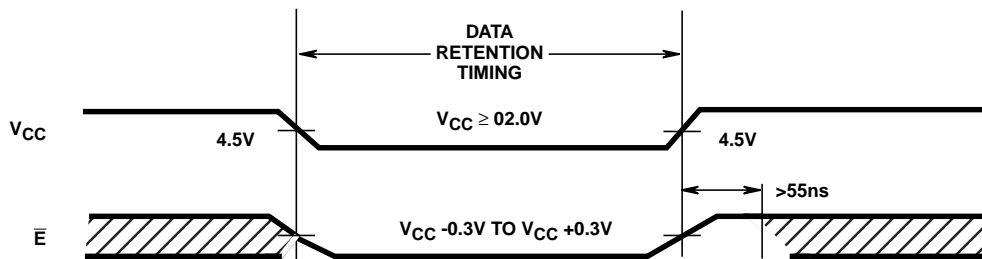 DATA
RETENTION
TIMING
VCC
4.5V
VCC ≥ 02.0V
4.5V
>55ns
E̅
VCC -0.3V TO VCC +0.3V